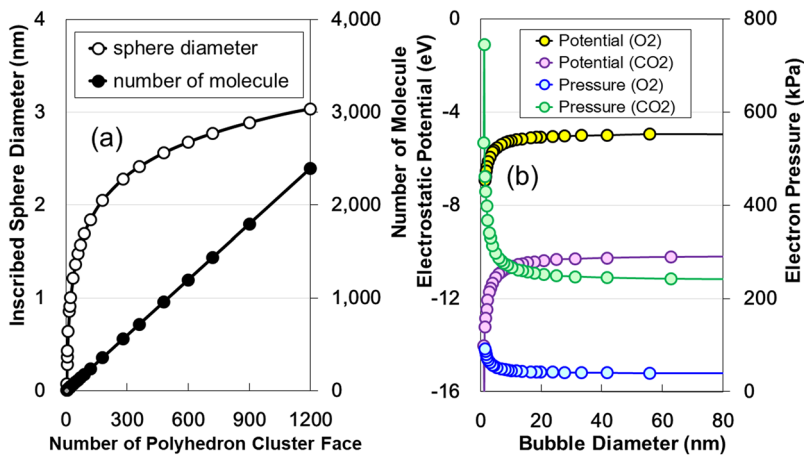 4
3
2
1
0
Inscribed Sphere Diameter (nm)
sphere diameter
number of molecule
(a)
4,000
3,000
2,000
1,000
0
Number of Molecule
0 300 600 900 1200
Number of Polyhedron Cluster Face
0
-4
-8
-12
-16
Electrostatic Potential (eV)
Potential (O2)
Potential (CO2)
Pressure (O2)
Pressure (CO2)
(b)
800
600
400
200
0
Electron Pressure (kPa)
0 20 40 60 80
Bubble Diameter (nm)